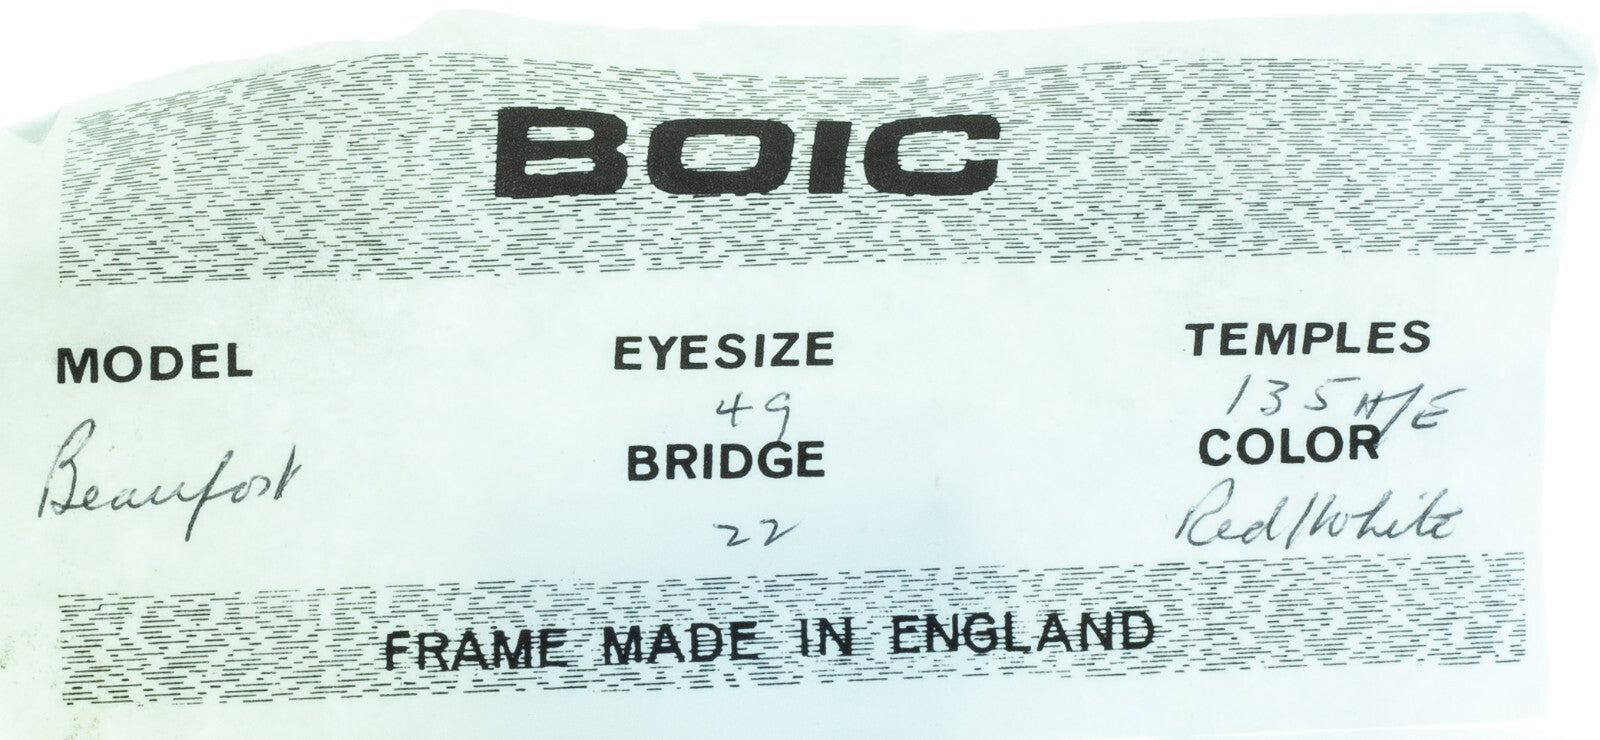 BOIC
MODEL
Beaufort
EYESIZE
49
BRIDGE
22
TEMPLES
135 H/E
COLOR
Red/White
FRAME MADE IN ENGLAND